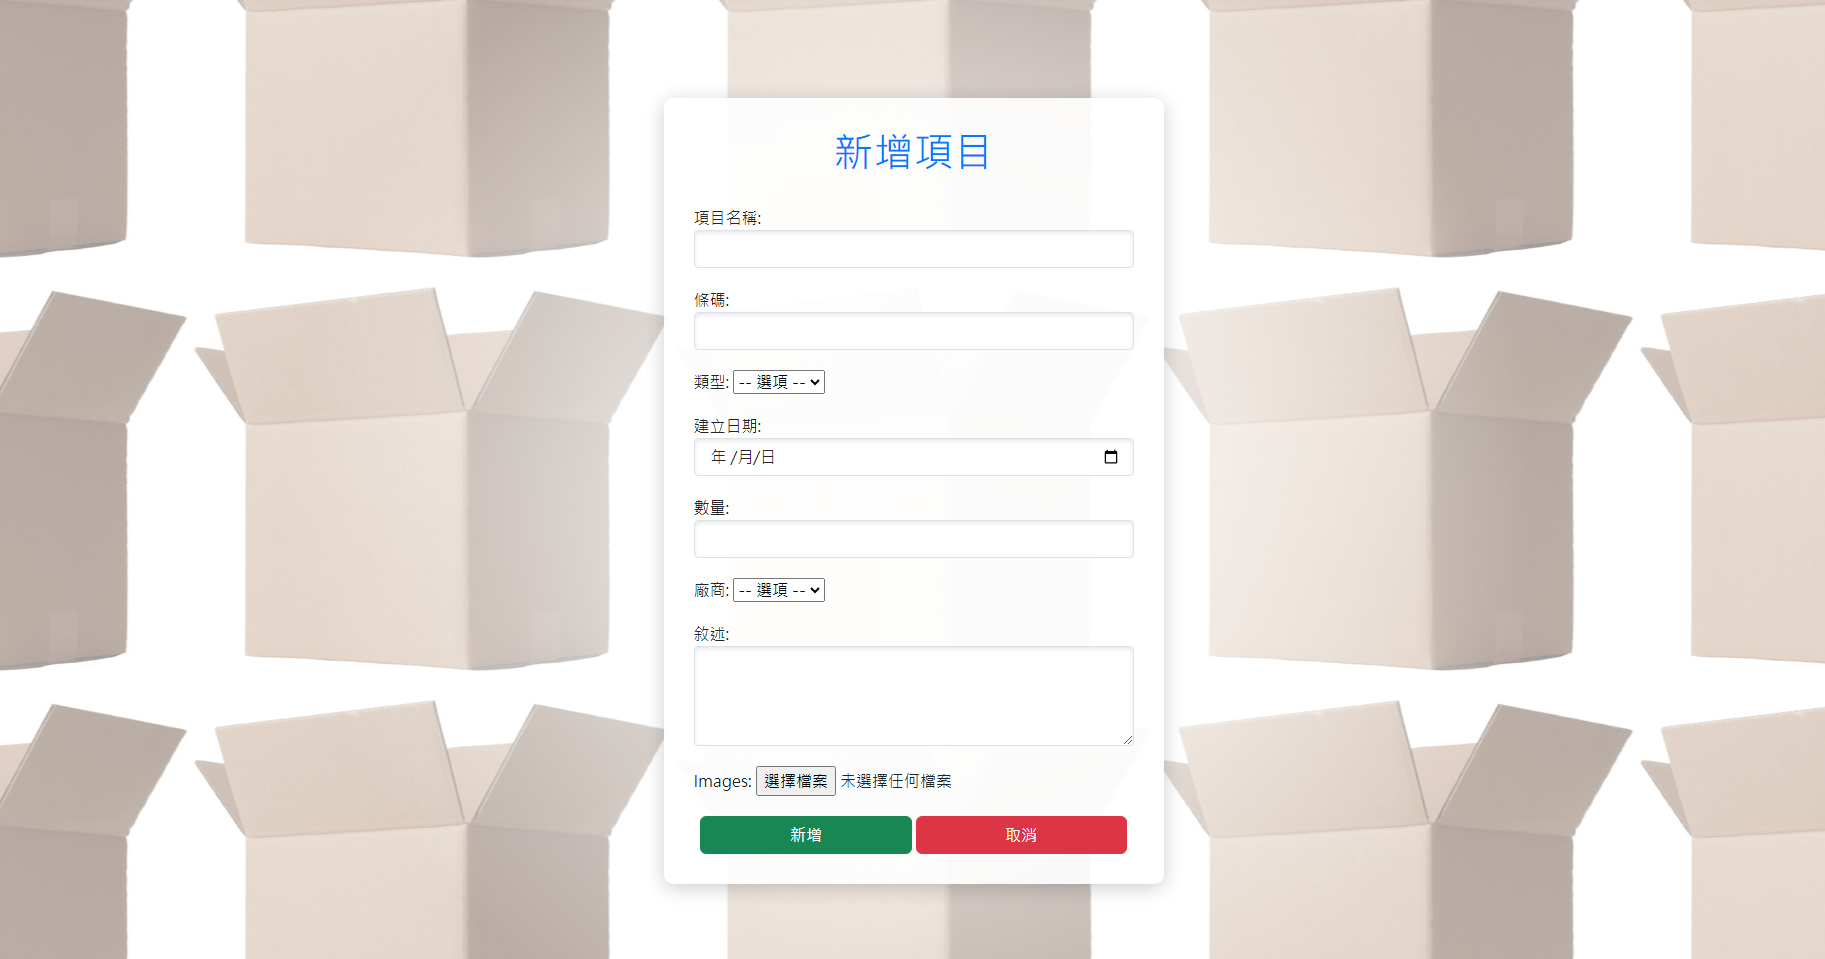 新增項目
項目名稱:
條碼:
類型: -- 選項 --
建立日期:
年 /月/日
數量:
廠商: -- 選項 --
敘述:
Images: 選擇檔案 未選擇任何檔案
新增 取消